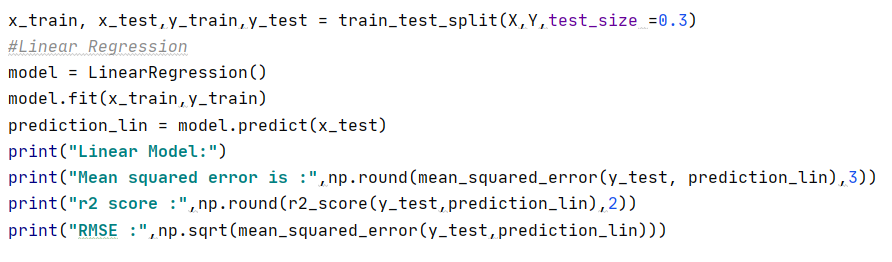 x_train, x_test,y_train,y_test = train_test_split(X,Y,test_size =0.3)
#Linear Regression
model = LinearRegression()
model.fit(x_train,y_train)
prediction_lin = model.predict(x_test)
print("Linear Model:")
print("Mean squared error is :",np.round(mean_squared_error(y_test, prediction_lin),3))
print("r2 score :",np.round(r2_score(y_test,prediction_lin),2))
print("RMSE :",np.sqrt(mean_squared_error(y_test,prediction_lin)))